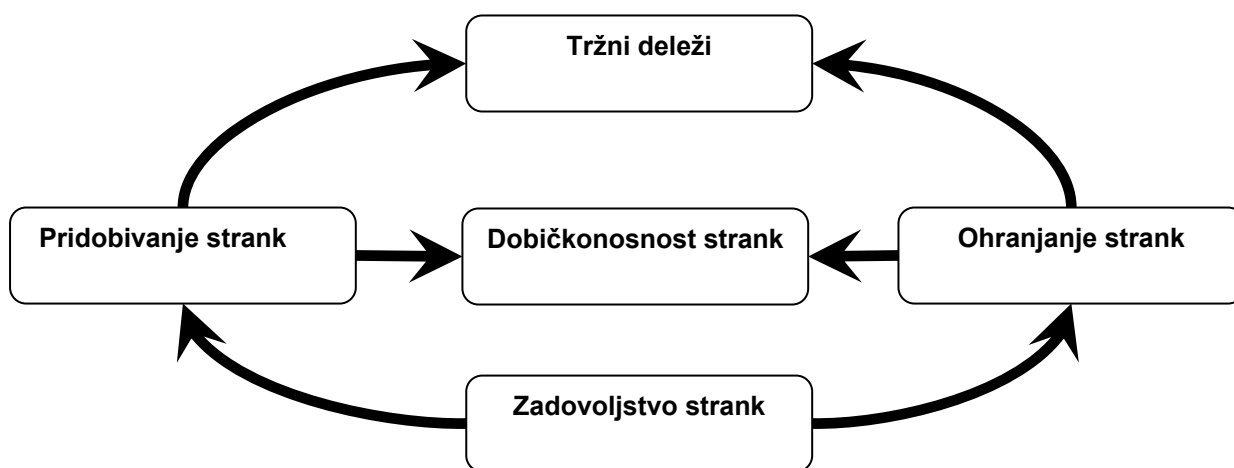 Tržni deleži
Pridobivanje strank
Dobičkonosnost strank
Ohranjanje strank
Zadovoljstvo strank